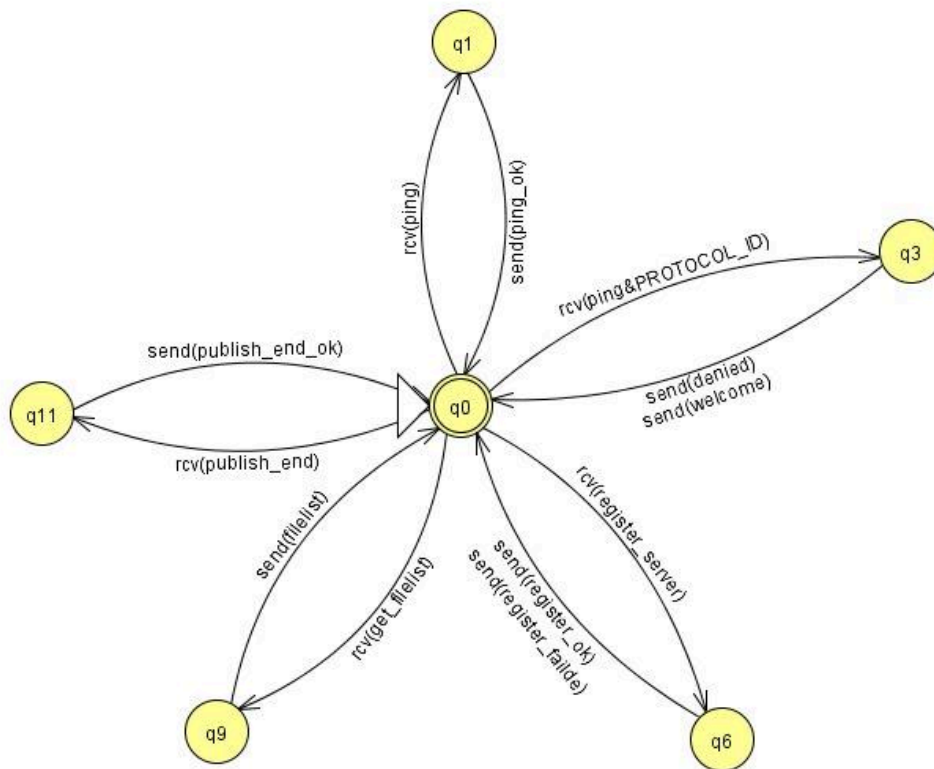 q1
rcv(ping)
send(ping_ok)
rcv(ping&PROTOCOL_ID)
q3
send(denied)
send(welcome)
send(publish_end_ok)
q11
q0
rcv(publish_end)
send(filelist)
rcv(get_filelist)
rcv(register_server)
send(register_ok)
send(register_failde)
q9
q6